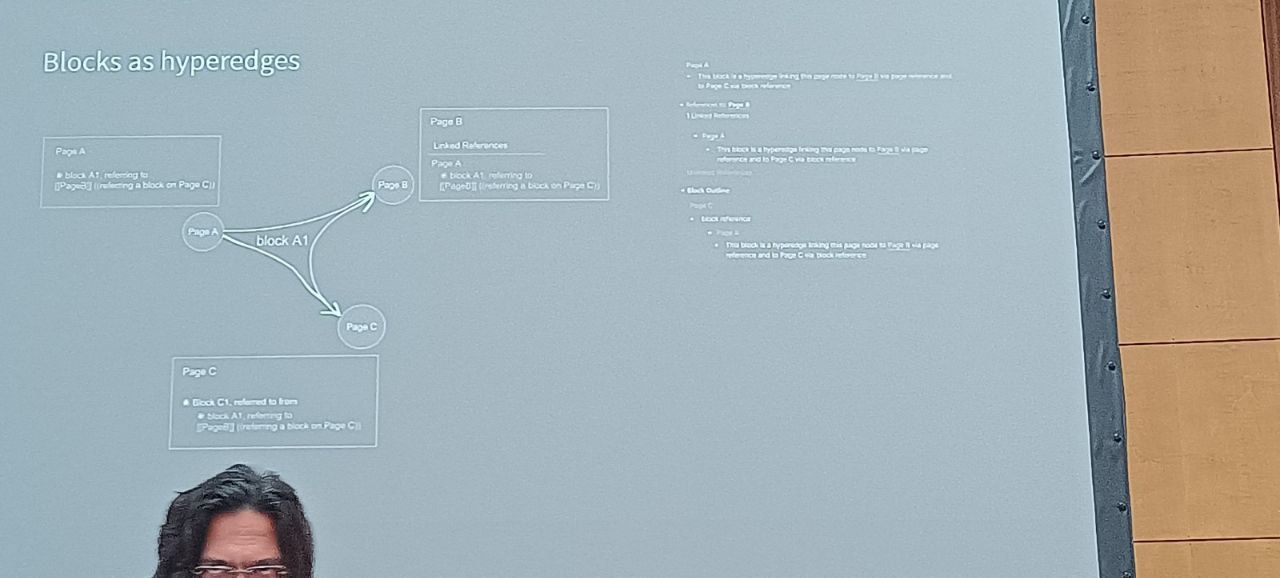 Blocks as hyperedges
Page A
block A1, referring to
[[PageB]] ((referring a block on Page C))
Page A
block A1
Page B
Page C
Page B
Linked References
Page A
block A1, referring to
[[PageB]] ((referring a block on Page C))
Page C
Block C1, referred to from
block A1, referring to
[[PageB]] ((referring a block on Page C))
Page A
This block is a hyperedge linking this page node to Page B via page reference and
to Page C via block reference
References to Page B
1 Linked References
Page A
This block is a hyperedge linking this page node to Page B via page
reference and to Page C via block reference
Unlinked References
Block Outline
Page C
block reference
Page A
This block is a hyperedge linking this page node to Page B via page
reference and to Page C via block reference